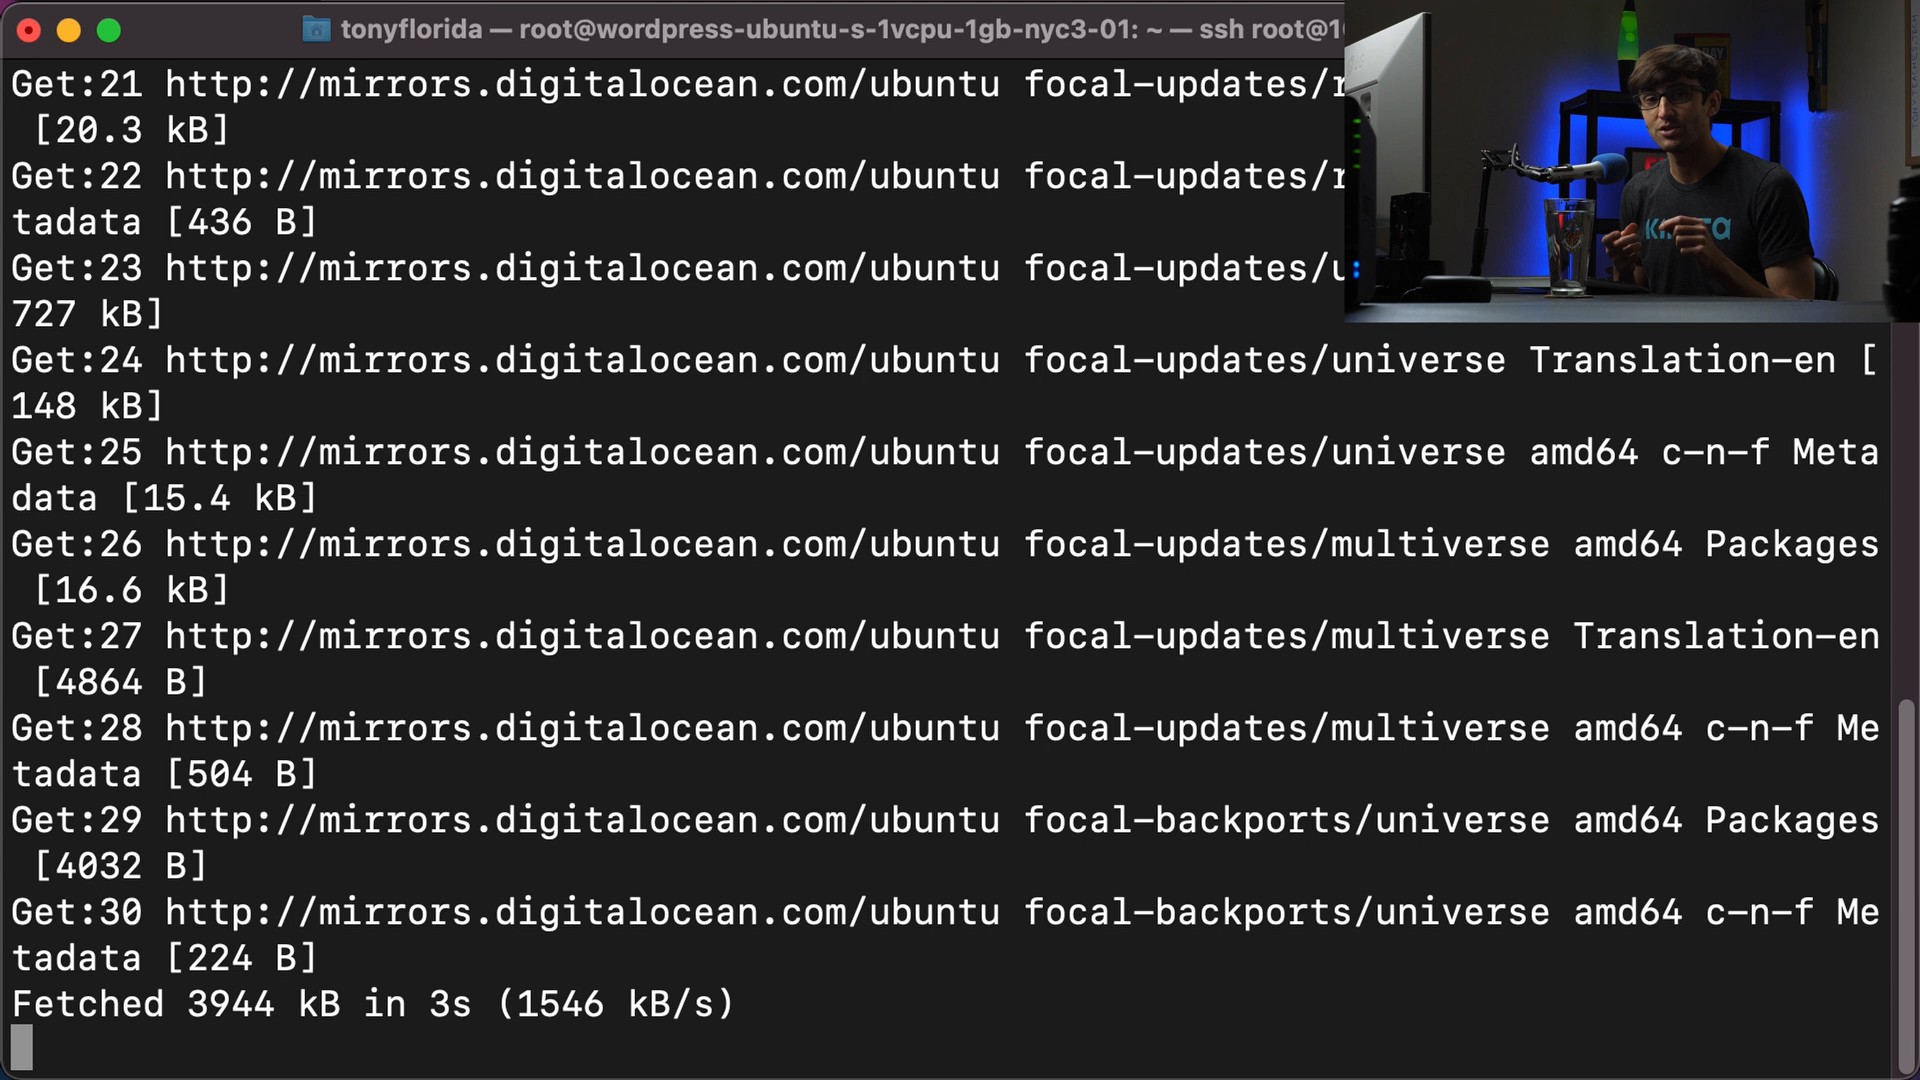 tonyflorida — root@wordpress-ubuntu-s-1vcpu-1gb-nyc3-01: ~ — ssh root@1
Get:21 http://mirrors.digitalocean.com/ubuntu focal-updates/r
[20.3 kB]
Get:22 http://mirrors.digitalocean.com/ubuntu focal-updates/r
tadata [436 B]
Get:23 http://mirrors.digitalocean.com/ubuntu focal-updates/u
727 kB]
Get:24 http://mirrors.digitalocean.com/ubuntu focal-updates/universe Translation-en [
148 kB]
Get:25 http://mirrors.digitalocean.com/ubuntu focal-updates/universe amd64 c-n-f Meta
data [15.4 kB]
Get:26 http://mirrors.digitalocean.com/ubuntu focal-updates/multiverse amd64 Packages
[16.6 kB]
Get:27 http://mirrors.digitalocean.com/ubuntu focal-updates/multiverse Translation-en
[4864 B]
Get:28 http://mirrors.digitalocean.com/ubuntu focal-updates/multiverse amd64 c-n-f Me
tadata [504 B]
Get:29 http://mirrors.digitalocean.com/ubuntu focal-backports/universe amd64 Packages
[4032 B]
Get:30 http://mirrors.digitalocean.com/ubuntu focal-backports/universe amd64 c-n-f Me
tadata [224 B]
Fetched 3944 kB in 3s (1546 kB/s)